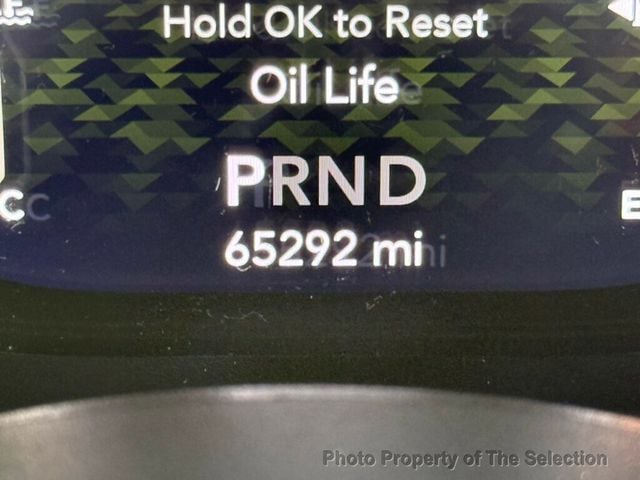 Hold OK to Reset
Oil Life
PRND
C
E
65292 mi
Photo Property of The Selection